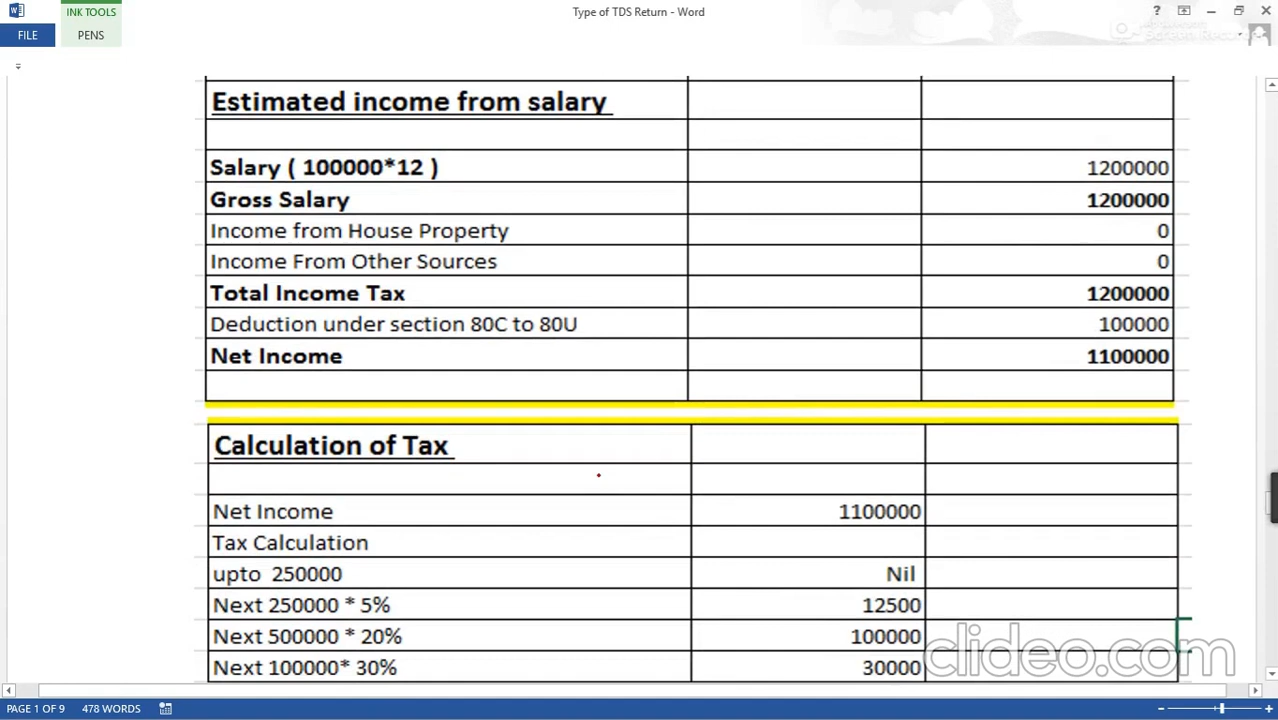 INK TOOLS
Type of TDS Return - Word
FILE
PENS
Estimated income from salary
Salary ( 100000*12 ) 1200000
Gross Salary 1200000
Income from House Property 0
Income From Other Sources 0
Total Income Tax 1200000
Deduction under section 80C to 80U 100000
Net Income 1100000
Calculation of Tax
Net Income 1100000
Tax Calculation
upto 250000 Nil
Next 250000 * 5% 12500
Next 500000 * 20% 100000
Next 100000* 30% 30000
clideo.com
PAGE 1 OF 9 478 WORDS